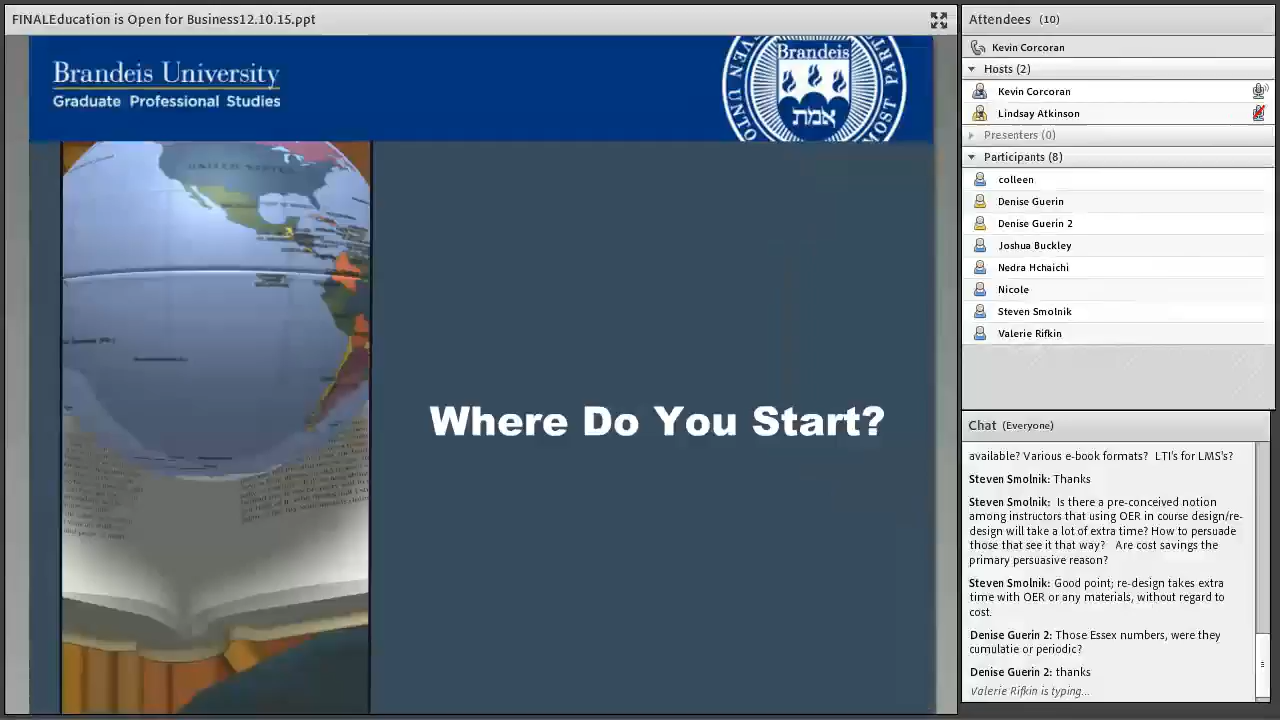 FINALEducation is Open for Business12.10.15.ppt
Brandeis University
Graduate Professional Studies
Brandeis
אמת
UNITED STATES
Where Do You Start?
Attendees (10)
Kevin Corcoran
Hosts (2)
Kevin Corcoran
Lindsay Atkinson
Presenters (0)
Participants (8)
colleen
Denise Guerin
Denise Guerin 2
Joshua Buckley
Nedra Hchaichi
Nicole
Steven Smolnik
Valerie Rifkin
Chat (Everyone)
available? Various e-book formats? LTI's for LMS's?
Steven Smolnik: Thanks
Steven Smolnik: Is there a pre-conceived notion
among instructors that using OER in course design/re-
design will take a lot of extra time? How to persuade
those that see it that way? Are cost savings the
primary persuasive reason?
Steven Smolnik: Good point; re-design takes extra
time with OER or any materials, without regard to
cost.
Denise Guerin 2: Those Essex numbers, were they
cumulatie or periodic?
Denise Guerin 2: thanks
Valerie Rifkin is typing...